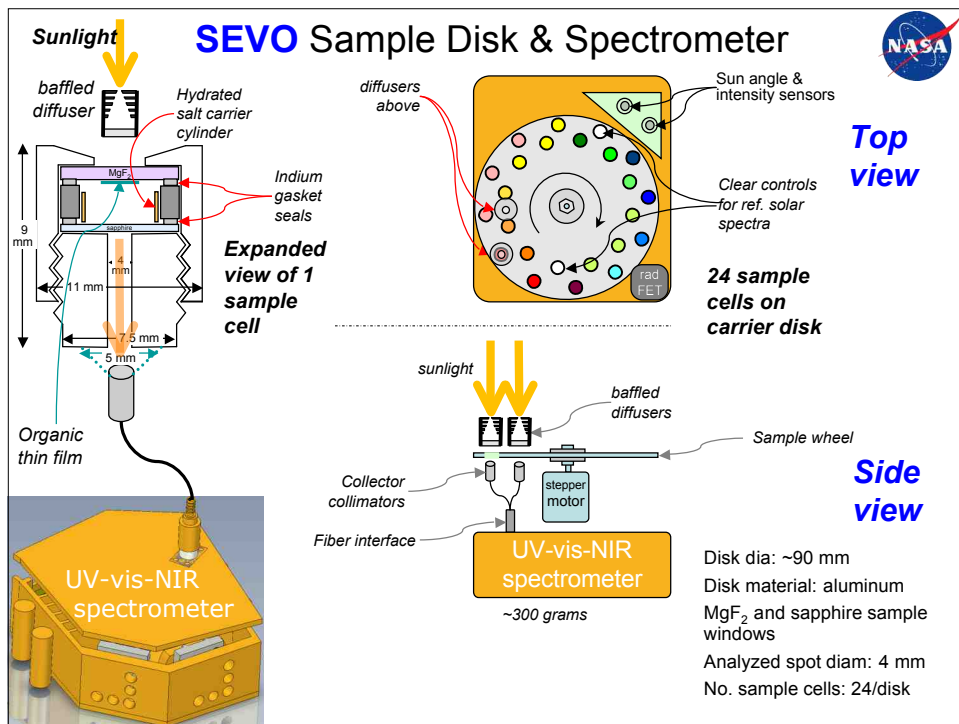 SEVO Sample Disk & Spectrometer
NASA
Sunlight
baffled
diffuser
Hydrated
salt carrier
cylinder
MgF2
Indium
gasket
seals
sapphire
9
mm
4
mm
11 mm
7.5 mm
5 mm
Expanded
view of 1
sample
cell
Organic
thin film
UV-vis-NIR
spectrometer
diffusers
above
Sun angle &
intensity sensors
Top
view
Clear controls
for ref. solar
spectra
rad
FET
24 sample
cells on
carrier disk
sunlight
baffled
diffusers
Sample wheel
Collector
collimators
stepper
motor
Side
view
Fiber interface
UV-vis-NIR
spectrometer
~300 grams
Disk dia: ~90 mm
Disk material: aluminum
MgF2 and sapphire sample
windows
Analyzed spot diam: 4 mm
No. sample cells: 24/disk